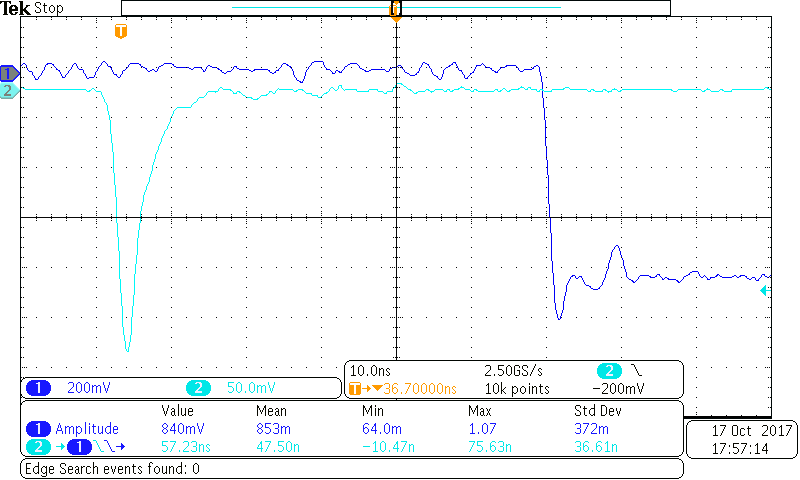 Tek Stop
T
1
2
10.0ns 2.50GS/s 2
1 200mV 2 50.0mV T→▼36.70000ns 10k points −200mV
Value Mean Min Max Std Dev
1 Amplitude 840mV 853m 64.0m 1.07 372m
2 → 1 57.23ns 47.50n −10.47n 75.63n 36.61n
17 Oct 2017
17:57:14
Edge Search events found: 0